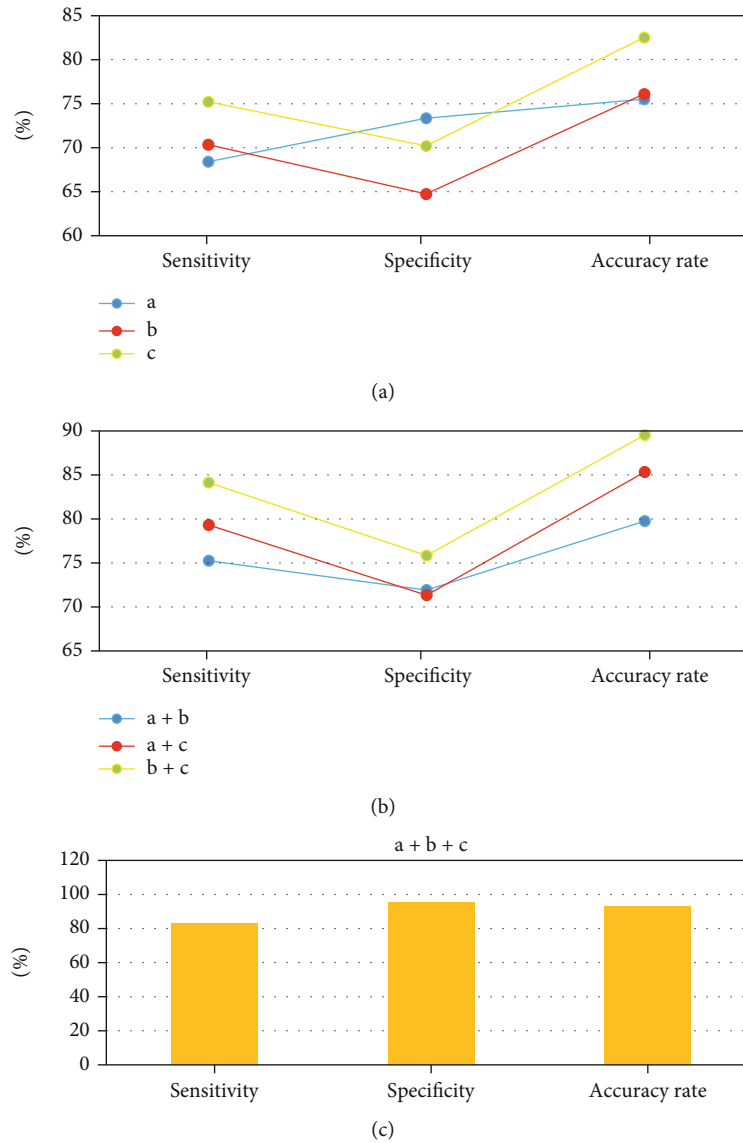 85
80
75
70
65
60
(%)
Sensitivity
Specificity
Accuracy rate
a
b
c
(a)
90
85
80
75
70
65
(%)
Sensitivity
Specificity
Accuracy rate
a + b
a + c
b + c
(b)
a + b + c
120
100
80
60
40
20
0
(%)
Sensitivity
Specificity
Accuracy rate
(c)